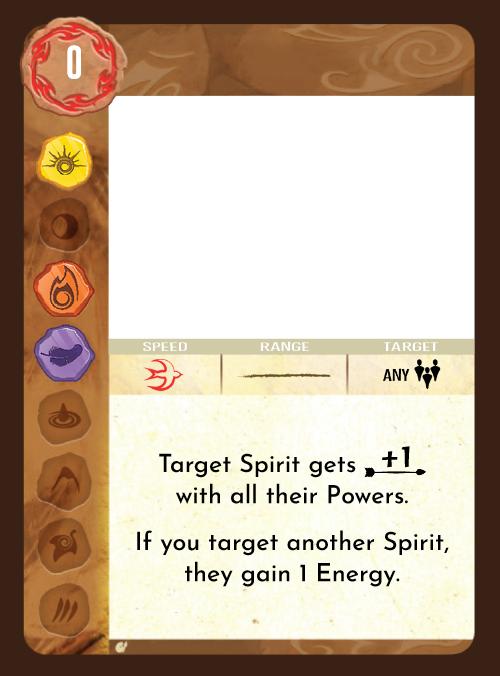 0
SPEED RANGE TARGET
ANY
Target Spirit gets +1
with all their Powers.
If you target another Spirit,
they gain 1 Energy.